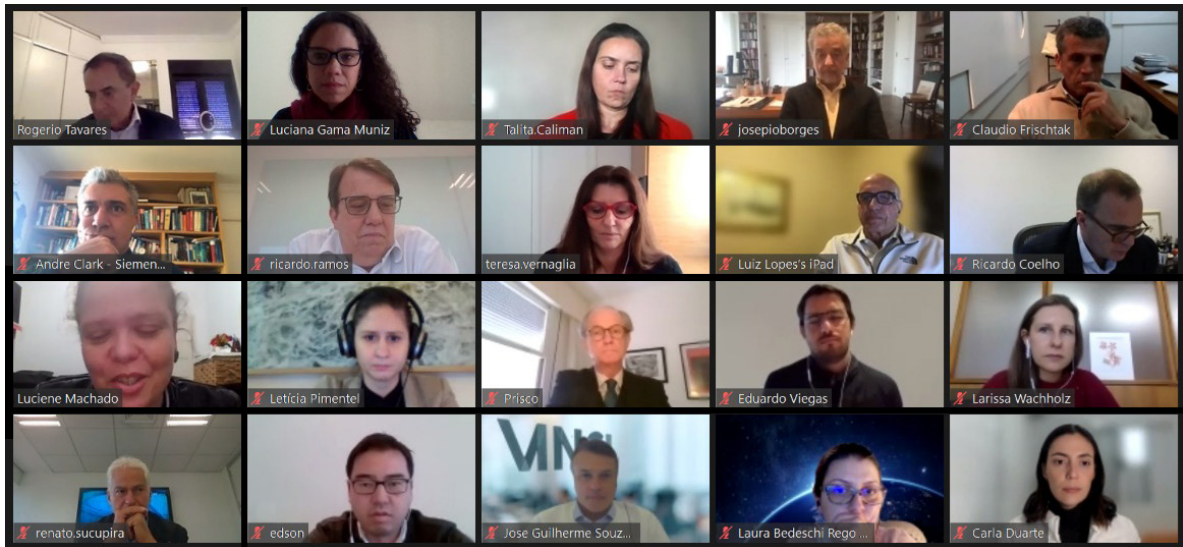 Rogerio Tavares
Luciana Gama Muniz
Talita.Caliman
josepioborges
Claudio Frischtak
Andre Clark - Siemen...
ricardo.ramos
teresa.vernaglia
Luiz Lopes's iPad
Ricardo Coelho
Luciene Machado
Letícia Pimentel
Prisco
Eduardo Viegas
Larissa Wachholz
renato.sucupira
edson
VINCI
Jose Guilherme Souz...
Laura Bedeschi Rego ...
Carla Duarte